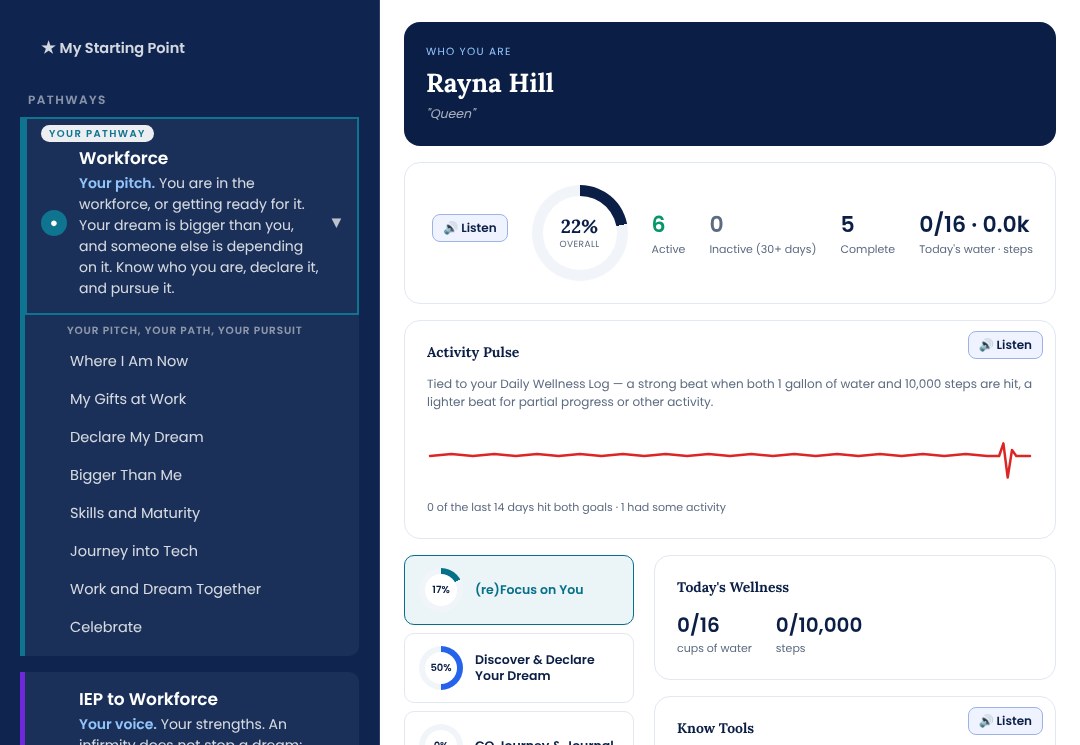 ★ My Starting Point
PATHWAYS
YOUR PATHWAY
Workforce
Your pitch. You are in the
workforce, or getting ready for it.
Your dream is bigger than you,
and someone else is depending
on it. Know who you are, declare it,
and pursue it.
YOUR PITCH, YOUR PATH, YOUR PURSUIT
Where I Am Now
My Gifts at Work
Declare My Dream
Bigger Than Me
Skills and Maturity
Journey into Tech
Work and Dream Together
Celebrate
IEP to Workforce
Your voice. Your strengths. An
infirmity does not stop a dream;
WHO YOU ARE
Rayna Hill
"Queen"
Listen
22%
OVERALL
6
Active
0
Inactive (30+ days)
5
Complete
0/16 · 0.0k
Today's water · steps
Activity Pulse
Listen
Tied to your Daily Wellness Log — a strong beat when both 1 gallon of water and 10,000 steps are hit, a
lighter beat for partial progress or other activity.
0 of the last 14 days hit both goals · 1 had some activity
17%
(re)Focus on You
50%
Discover & Declare
Your Dream
0%
CO Journey & Journal
Today's Wellness
0/16
cups of water
0/10,000
steps
Know Tools
Listen